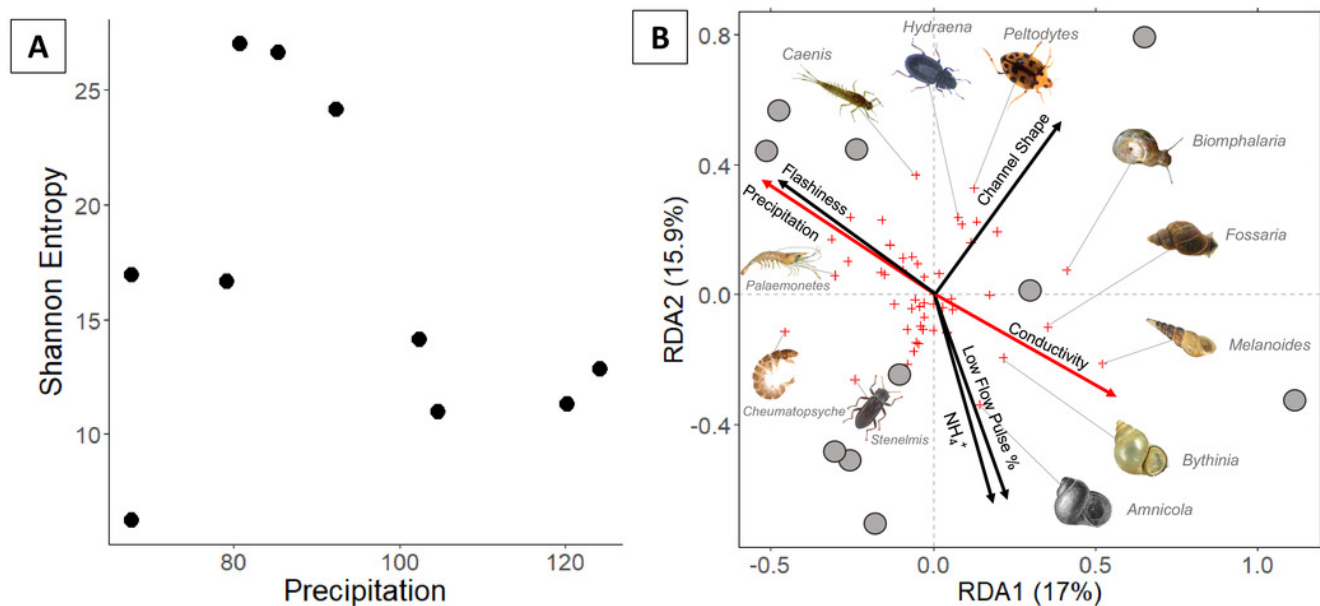 A
Shannon Entropy
25
20
15
10
80
100
120
Precipitation
B
RDA2 (15.9%)
0.8
0.4
0.0
-0.4
-0.5
0.0
0.5
1.0
RDA1 (17%)
Caenis
Hydraena
Peltodytes
Biomphalaria
Fossaria
Melanoides
Bythinia
Amnicola
Stenelmis
Cheumatopsyche
Palaemonetes
Flashiness
Precipitation
Channel Shape
Conductivity
Low Flow Pulse %
NH₄⁺